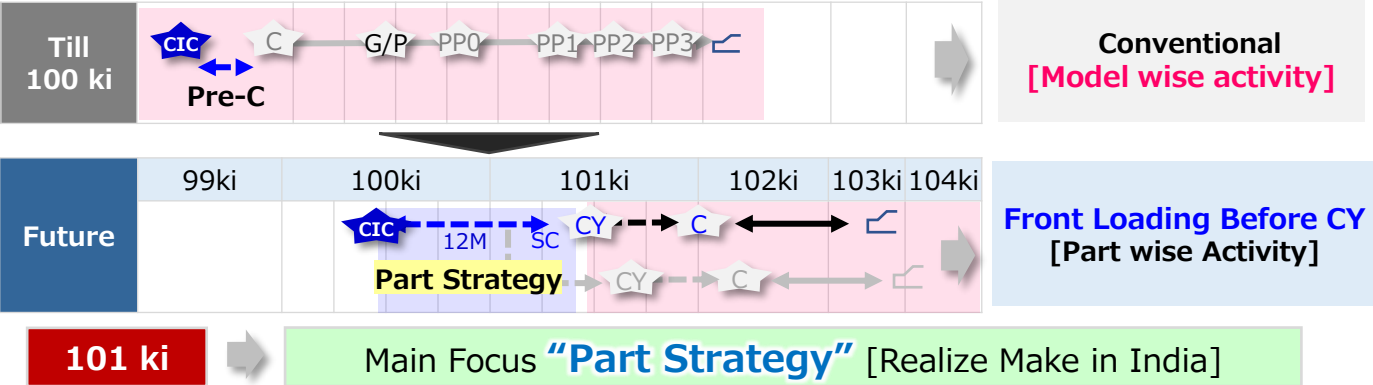 Till
100 ki
CIC
C
G/P
PP0
PP1
PP2
PP3
Pre-C
Conventional
[Model wise activity]
99ki
100ki
101ki
102ki
103ki
104ki
Future
CIC
12M
SC
CY
C
Part Strategy
CY
C
Front Loading Before CY
[Part wise Activity]
101 ki
Main Focus “Part Strategy” [Realize Make in India]